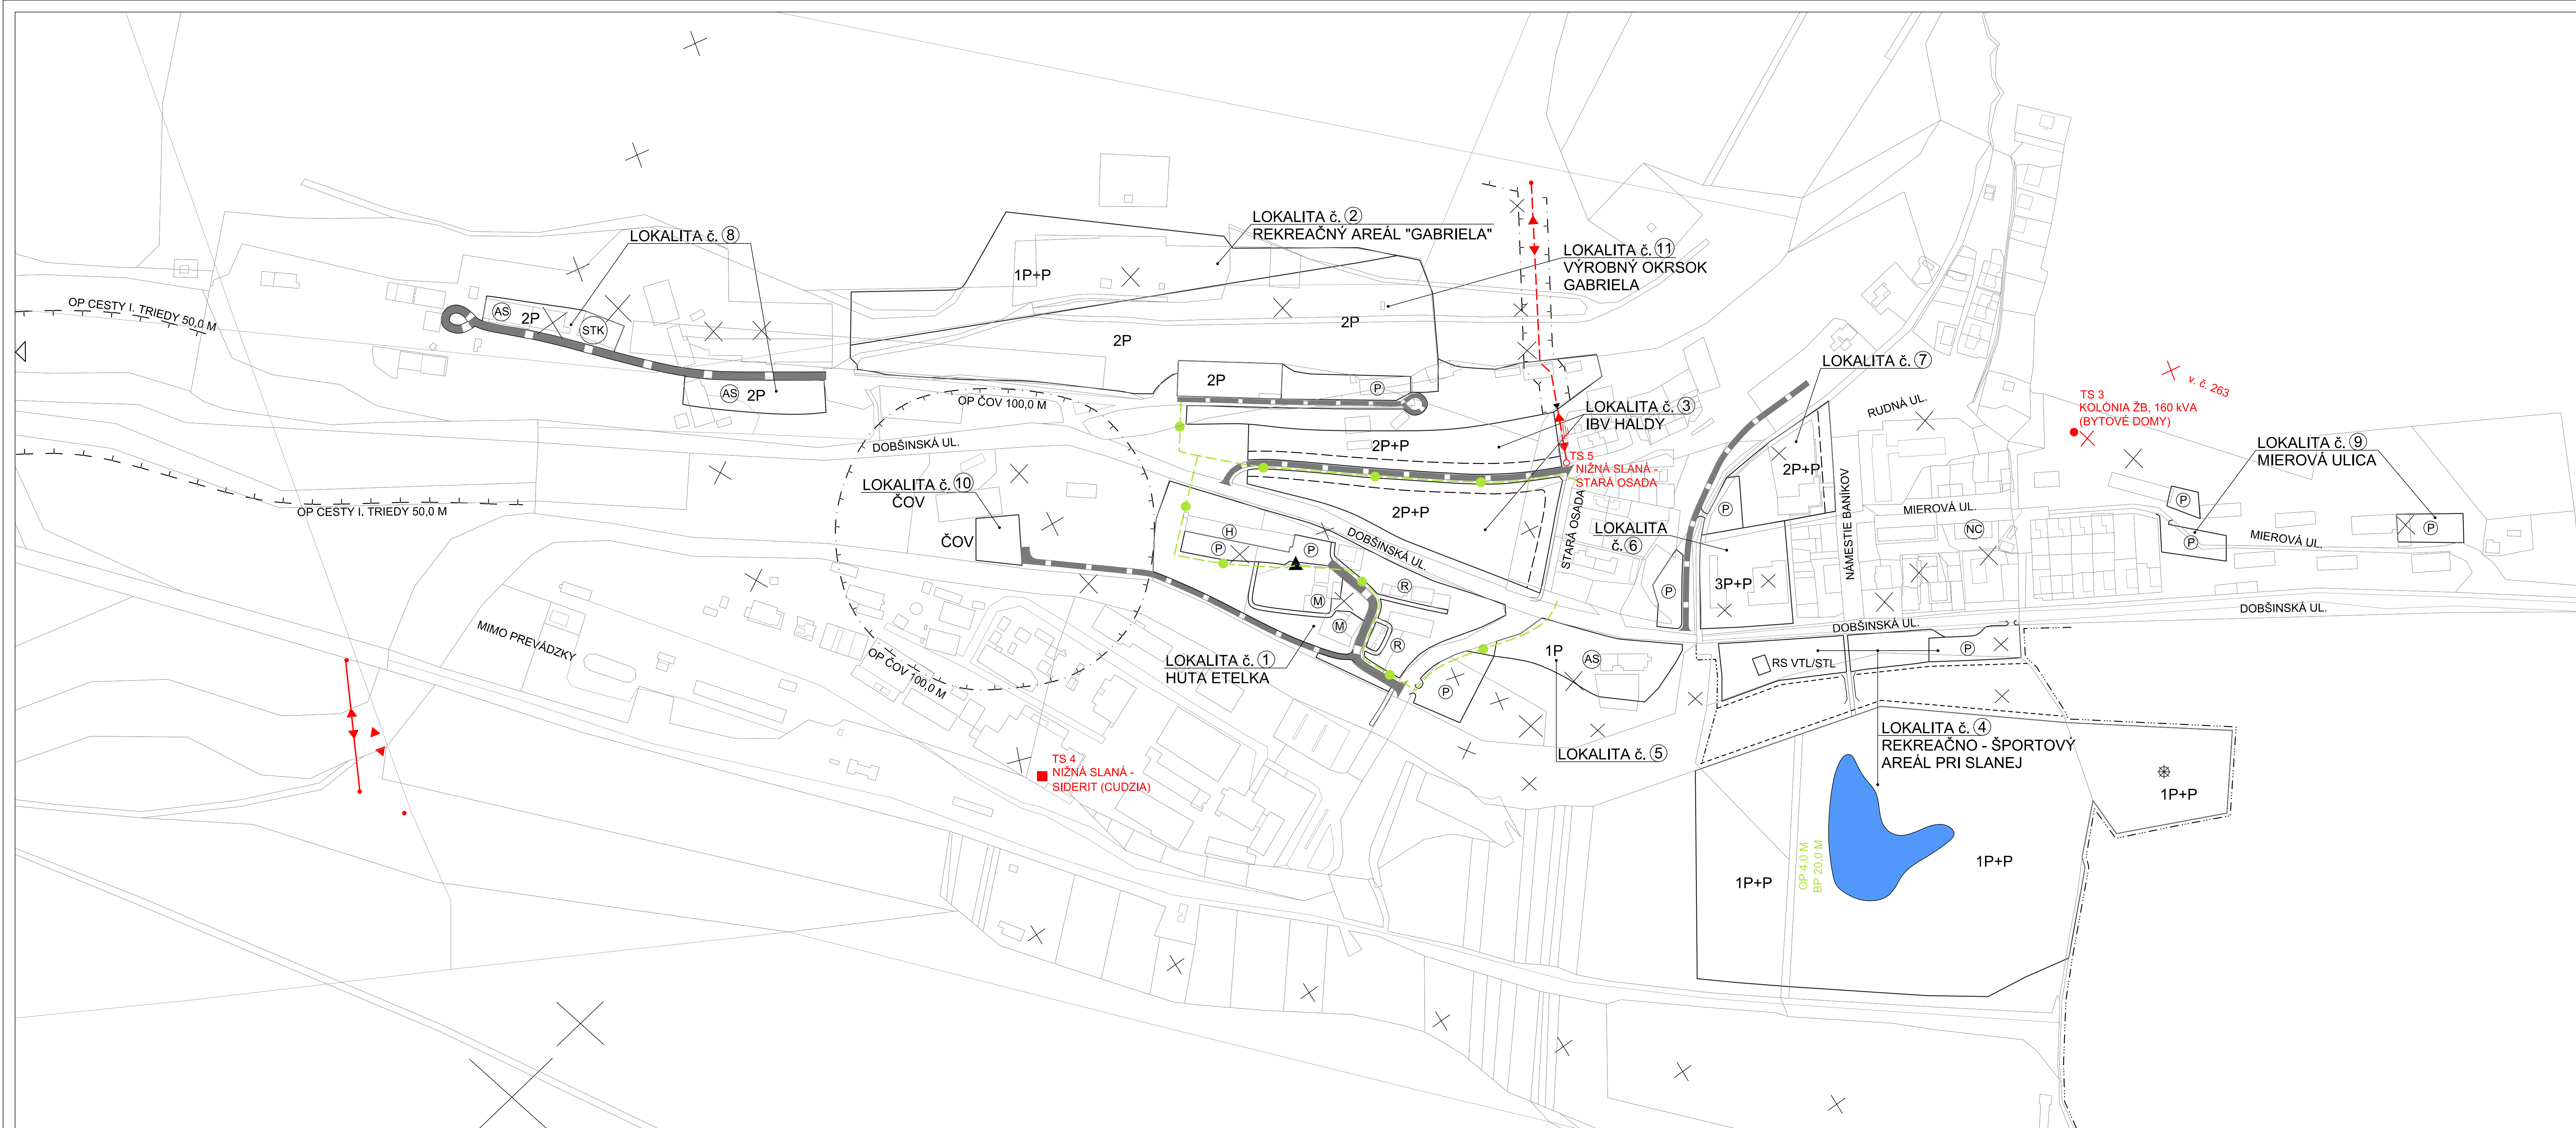 LOKALITA č. 8
OP CESTY I. TRIEDY 50,0 M
AS
2P
STK
AS
2P
OP CESTY I. TRIEDY 50,0 M
LOKALITA č. 2
REKREAČNÝ AREÁL "GABRIELA"
1P+P
LOKALITA č. 11
VÝROBNÝ OKRSOK
GABRIELA
2P
2P
2P
P
OP ČOV 100,0 M
DOBŠINSKÁ UL.
LOKALITA č. 3
IBV HALDY
2P+P
TS 5
NIŽNÁ SLANÁ -
STARÁ OSADA
2P+P
STARÁ OSADA
DOBŠINSKÁ UL.
LOKALITA č. 10
ČOV
ČOV
H
P
P
M
M
R
R
LOKALITA č. 1
HUTA ETELKA
OP ČOV 100,0 M
MIMO PREVÁDZKY
TS 4
NIŽNÁ SLANÁ -
SIDERIT (CUDZIA)
P
1P
AS
LOKALITA č. 5
LOKALITA
č. 6
P
P
3P+P
LOKALITA č. 7
2P+P
RUDNÁ UL.
NÁMESTIE BANÍKOV
MIEROVÁ UL.
NC
TS 3
KOLÓNIA ŽB, 160 kVA
(BYTOVÉ DOMY)
v. č. 263
LOKALITA č. 9
MIEROVÁ ULICA
P
P
P
MIEROVÁ UL.
DOBŠINSKÁ UL.
DOBŠINSKÁ UL.
RS VTL/STL
P
LOKALITA č. 4
REKREAČNO - ŠPORTOVÝ
AREÁL PRI SLANEJ
1P+P
1P+P
1P+P
OP 4,0 M
BP 20,0 M